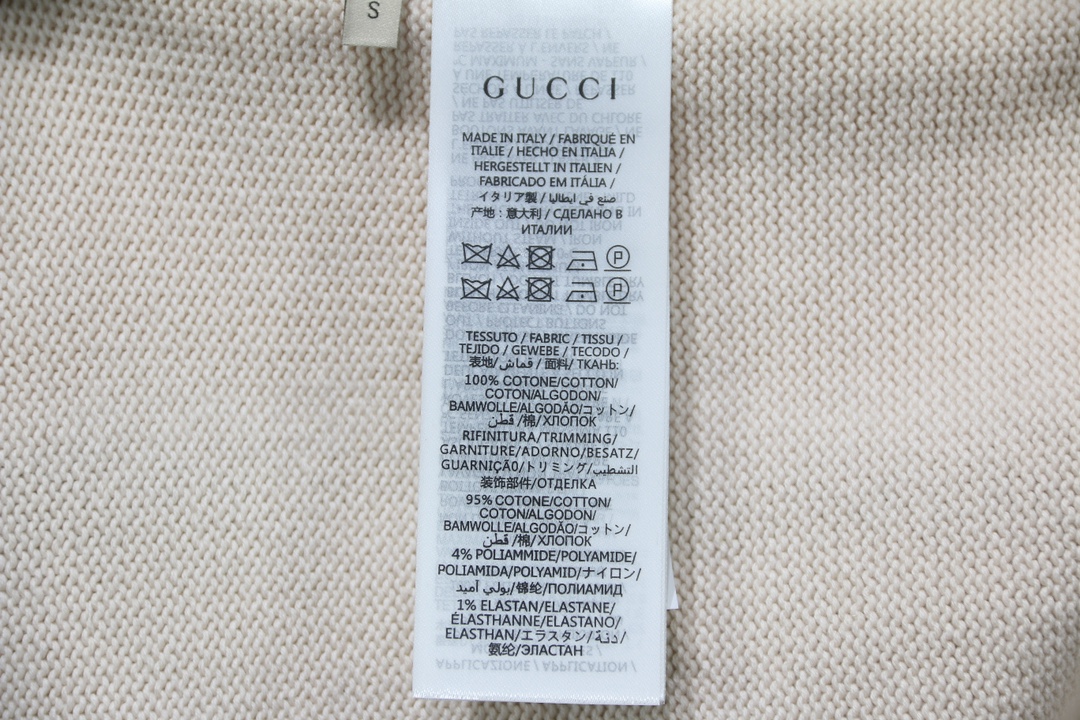 S
GUCCI
MADE IN ITALY / FABRIQUÉ EN
ITALIE / HECHO EN ITALIA /
HERGESTELLT IN ITALIEN /
FABRICADO EM ITÁLIA /
イタリア製 / صنع في ايطاليا /
产地：意大利 / СДЕЛАНО В
ИТАЛИИ
P
P
TESSUTO / FABRIC / TISSU /
TEJIDO / GEWEBE / TECODO /
表地/قماش/ 面料/ TKAHb:
100% COTONE/COTTON/
COTON/ALGODON/
BAMWOLLE/ALGODÃO/コットン/
قطن /棉/ХЛОПОК
RIFINITURA/TRIMMING/
GARNITURE/ADORNO/BESATZ/
GUARNIÇÃO/トリミング/التشطيب
装饰部件/ОТДЕЛКА
95% COTONE/COTTON/
COTON/ALGODON/
BAMWOLLE/ALGODÃO/コットン/
قطن /棉/ХЛОПОК
4% POLIAMMIDE/POLYAMIDE/
POLIAMIDA/POLYAMID/ナイロン/
بولي آميد/锦纶/ПОЛИАМИД
1% ELASTAN/ELASTANE/
ÉLASTHANNE/ELASTANO/
ELASTHAN/エラスタン/
氨纶/ЭЛАСТАН